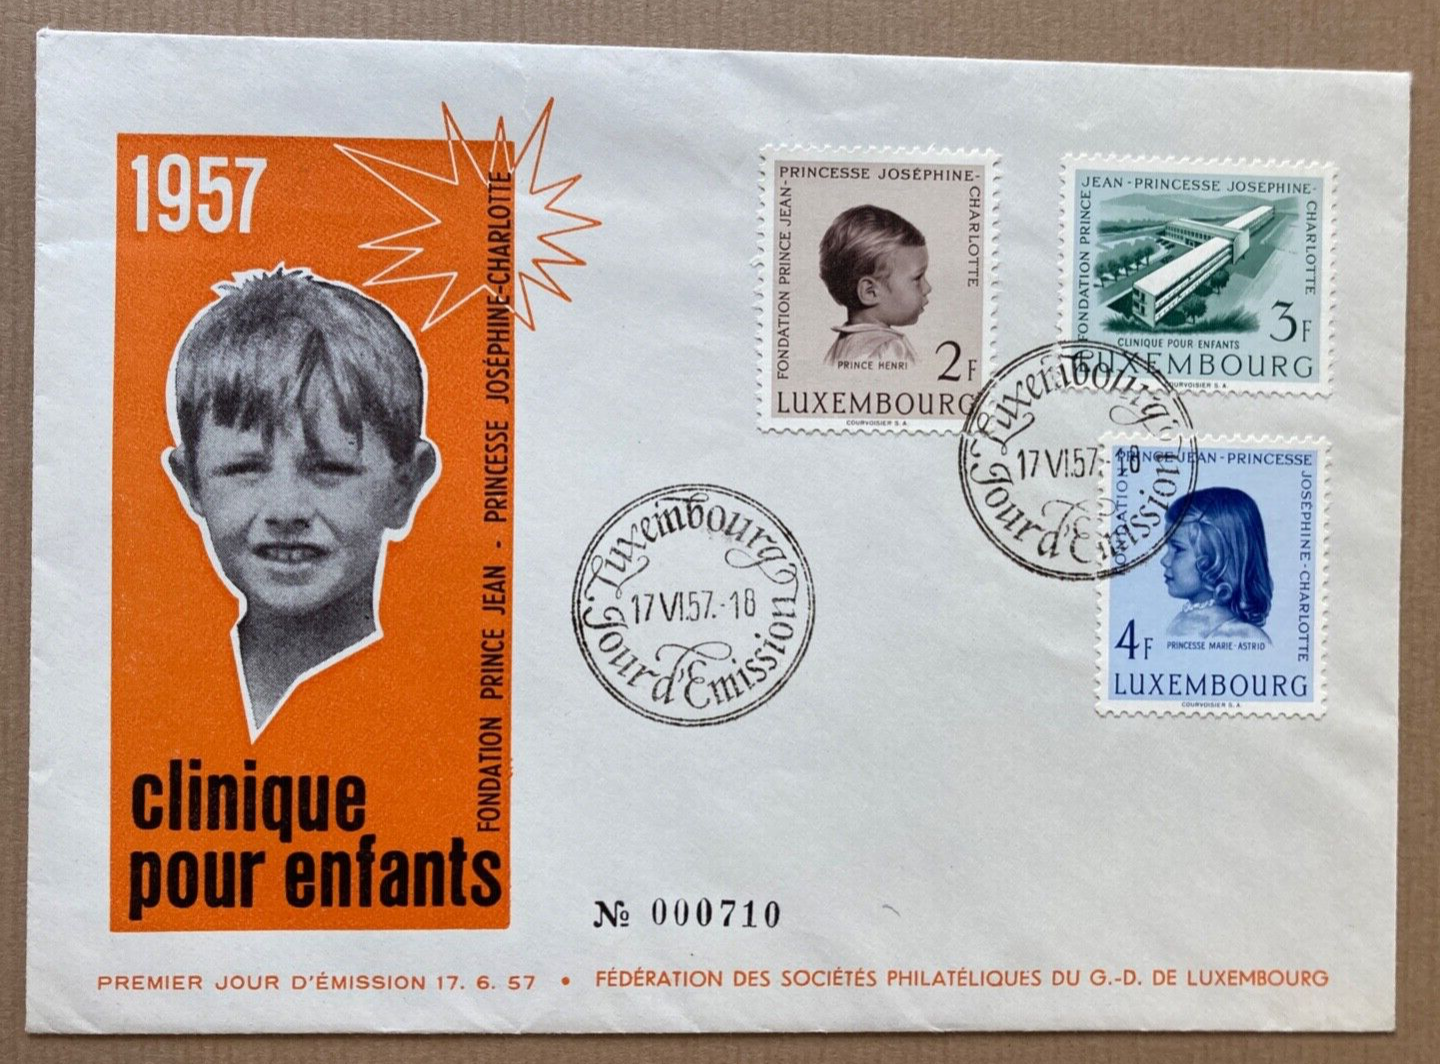 1957
FONDATION PRINCE JEAN - PRINCESSE JOSÉPHINE-CHARLOTTE
clinique
pour enfants
FONDATION PRINCE JEAN-
PRINCESSE JOSÉPHINE-
CHARLOTTE
PRINCE HENRI
2F
LUXEMBOURG
COURVOISIER S. A.
FONDATION PRINCE
JEAN - PRINCESSE JOSÉPHINE-
CHARLOTTE
3F
CLINIQUE POUR ENFANTS
LUXEMBOURG
COURVOISIER S. A.
Luxembourg
17 VI.57.-18
Jour d'Emission
FONDATION
PRINCE JEAN - PRINCESSE
JOSÉPHINE-CHARLOTTE
4F
PRINCESSE MARIE-ASTRID
LUXEMBOURG
COURVOISIER S. A.
Luxembourg
17 VI.57.-18
Jour d'Emission
№ 000710
PREMIER JOUR D'ÉMISSION 17. 6. 57 • FÉDÉRATION DES SOCIÉTÉS PHILATÉLIQUES DU G.-D. DE LUXEMBOURG